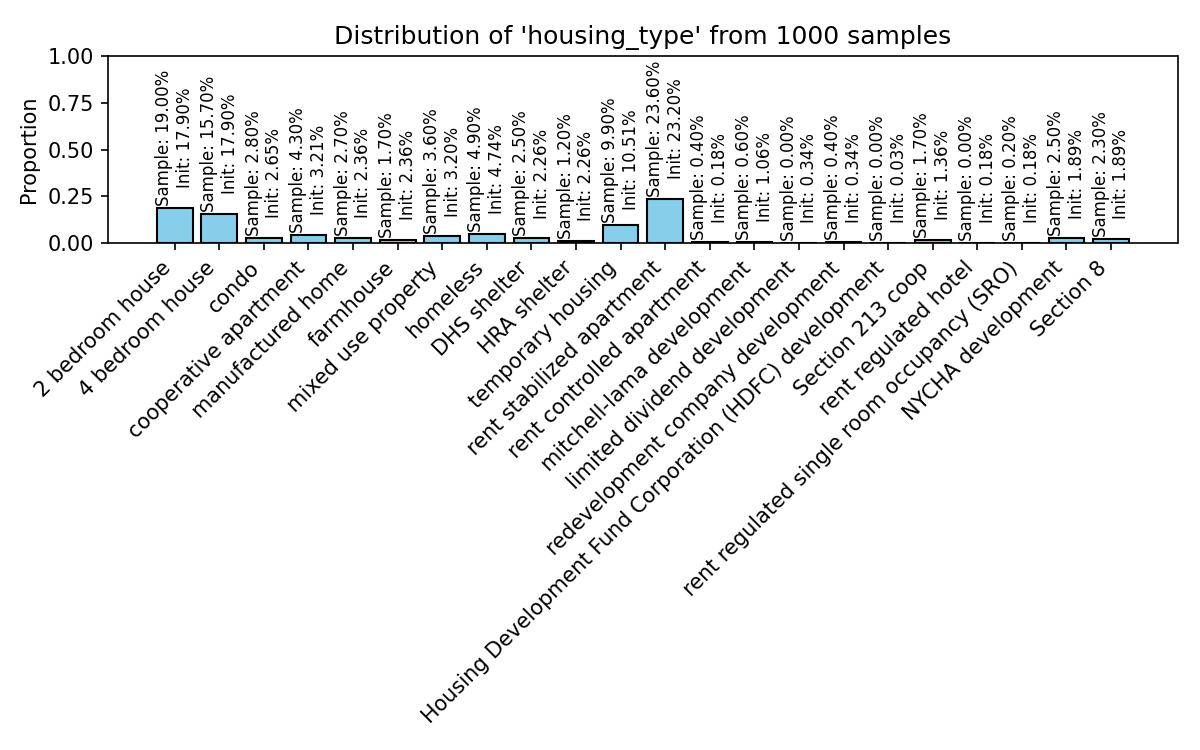 Distribution of 'housing_type' from 1000 samples
Proportion
1.00
0.75
0.50
0.25
0.00
Sample: 19.00%
Init: 17.90%
Sample: 15.70%
Init: 17.90%
Sample: 2.80%
Init: 2.65%
Sample: 4.30%
Init: 3.21%
Sample: 2.70%
Init: 2.36%
Sample: 1.70%
Init: 2.36%
Sample: 3.60%
Init: 3.20%
Sample: 4.90%
Init: 4.74%
Sample: 2.50%
Init: 2.26%
Sample: 1.20%
Init: 2.26%
Sample: 9.90%
Init: 10.51%
Sample: 23.60%
Init: 23.20%
Sample: 0.40%
Init: 0.18%
Sample: 0.60%
Init: 1.06%
Sample: 0.00%
Init: 0.34%
Sample: 0.40%
Init: 0.34%
Sample: 0.00%
Init: 0.03%
Sample: 1.70%
Init: 1.36%
Sample: 0.00%
Init: 0.18%
Sample: 0.20%
Init: 0.18%
Sample: 2.50%
Init: 1.89%
Sample: 2.30%
Init: 1.89%
2 bedroom house
4 bedroom house
condo
cooperative apartment
manufactured home
farmhouse
mixed use property
homeless
DHS shelter
HRA shelter
temporary housing
rent stabilized apartment
rent controlled apartment
mitchell-lama development
limited dividend development
redevelopment company development
Housing Development Fund Corporation (HDFC) development
Section 213 coop
rent regulated hotel
rent regulated single room occupancy (SRO)
NYCHA development
Section 8